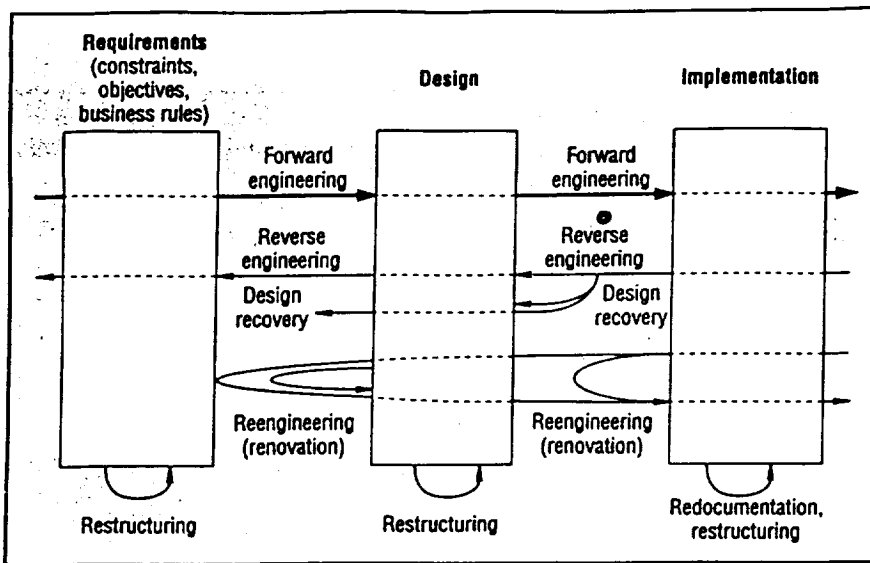 Requirements
(constraints,
objectives,
business rules)
Design
Implementation
Forward
engineering
Forward
engineering
Reverse
engineering
Reverse
engineering
Design
recovery
Design
recovery
Reengineering
(renovation)
Reengineering
(renovation)
Restructuring
Restructuring
Redocumentation,
restructuring